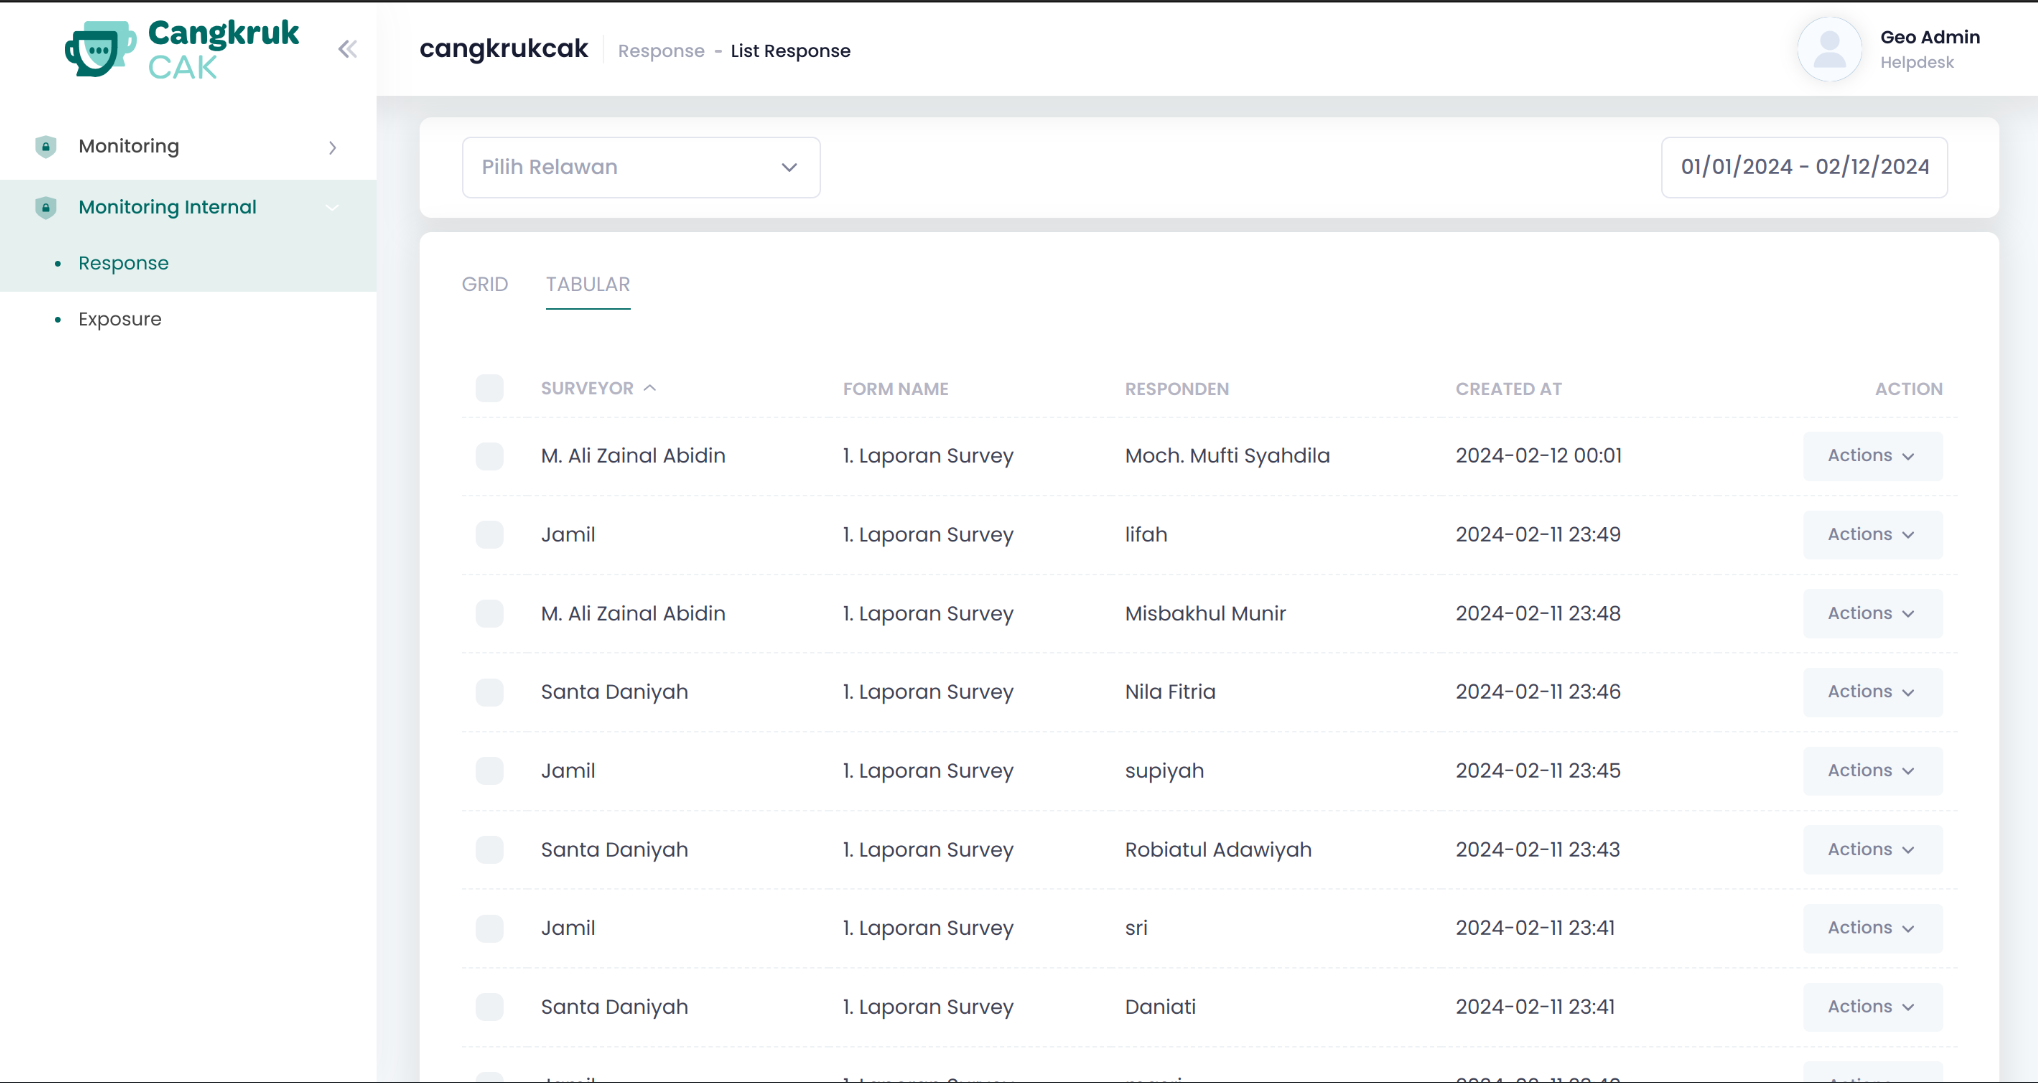 Cangkruk
CAK
cangkrukcak Response - List Response
Geo Admin
Helpdesk
Monitoring
Monitoring Internal
Response
Exposure
Pilih Relawan
01/01/2024 - 02/12/2024
GRID TABULAR
SURVEYOR FORM NAME RESPONDEN CREATED AT ACTION
M. Ali Zainal Abidin 1. Laporan Survey Moch. Mufti Syahdila 2024-02-12 00:01 Actions
Jamil 1. Laporan Survey lifah 2024-02-11 23:49 Actions
M. Ali Zainal Abidin 1. Laporan Survey Misbakhul Munir 2024-02-11 23:48 Actions
Santa Daniyah 1. Laporan Survey Nila Fitria 2024-02-11 23:46 Actions
Jamil 1. Laporan Survey supiyah 2024-02-11 23:45 Actions
Santa Daniyah 1. Laporan Survey Robiatul Adawiyah 2024-02-11 23:43 Actions
Jamil 1. Laporan Survey sri 2024-02-11 23:41 Actions
Santa Daniyah 1. Laporan Survey Daniati 2024-02-11 23:41 Actions